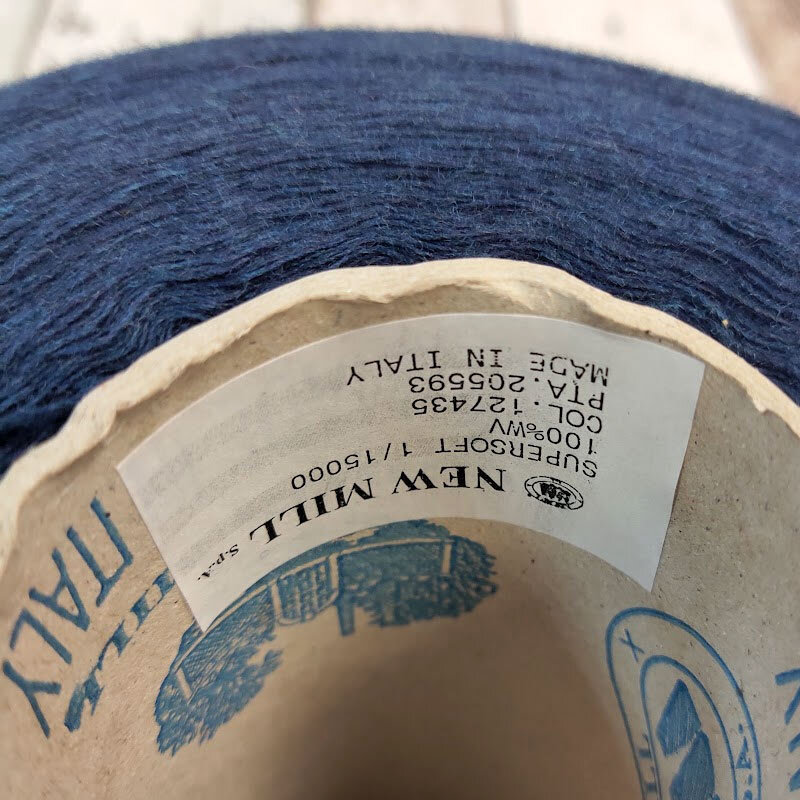 NEW MILL S.p.A.
SUPERSOFT 1/15000
100%WV
COL.127435
PTA.205593
MADE IN ITALY
ITALY